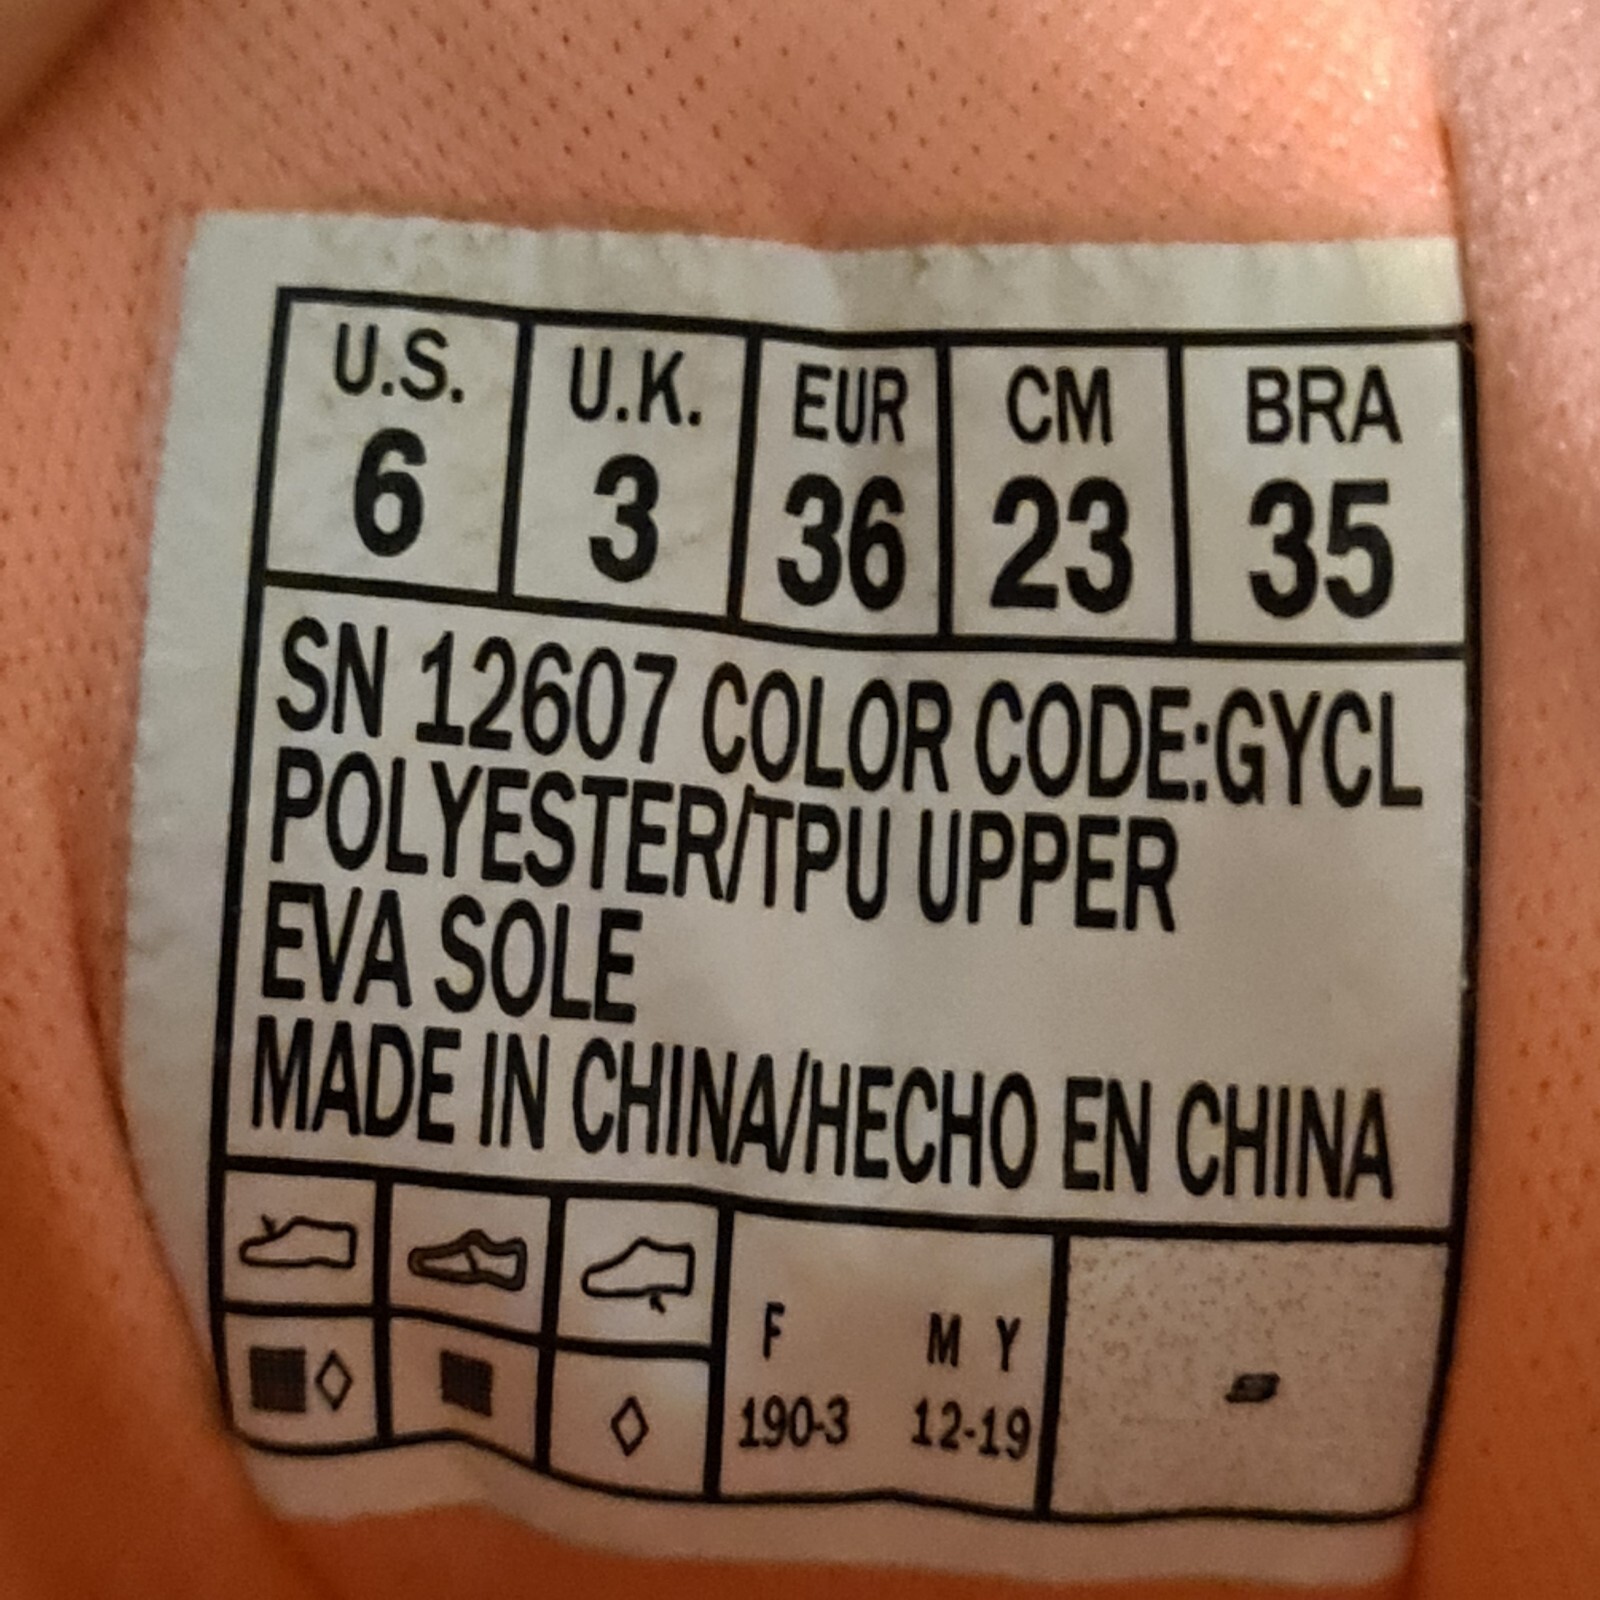 U.S. U.K. EUR CM BRA
6 3 36 23 35
SN 12607 COLOR CODE:GYCL
POLYESTER/TPU UPPER
EVA SOLE
MADE IN CHINA/HECHO EN CHINA
F M Y
190-3 12-19